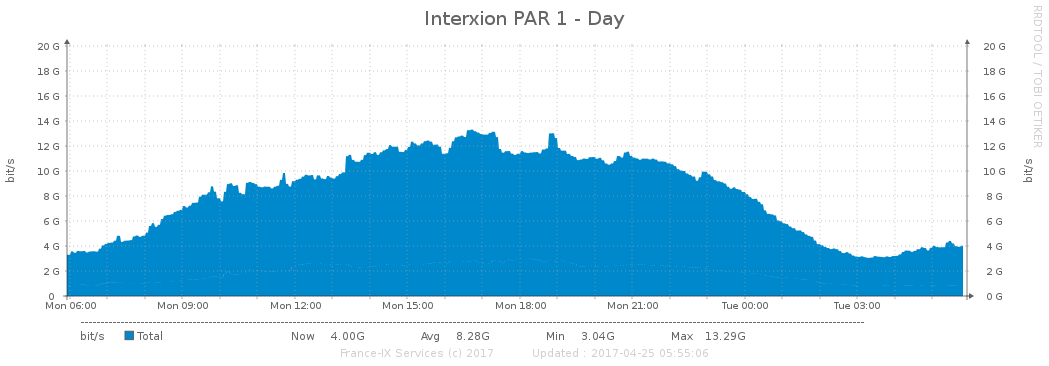 Interxion PAR 1 - Day
RRDTOOL / TOBI OETIKER
bit/s
20 G 20 G
18 G 18 G
16 G 16 G
14 G 14 G
12 G 12 G
10 G 10 G
8 G 8 G
6 G 6 G
4 G 4 G
2 G 2 G
0 0 G
bit/s
Mon 06:00 Mon 09:00 Mon 12:00 Mon 15:00 Mon 18:00 Mon 21:00 Tue 00:00 Tue 03:00
bit/s Total Now 4.00G Avg 8.28G Min 3.04G Max 13.29G
France-IX Services (c) 2017 Updated : 2017-04-25 05:55:06